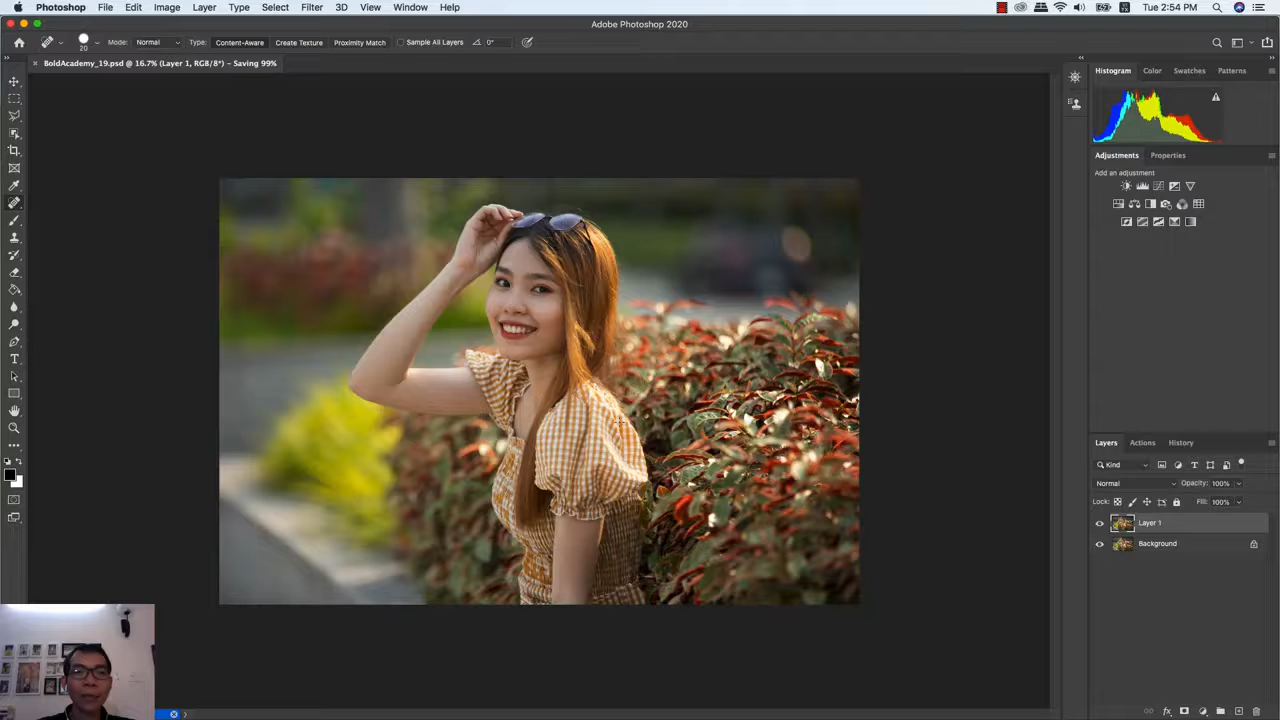 Photoshop File Edit Image Layer Type Select Filter 3D View Window Help Tue 2:54 PM
Adobe Photoshop 2020
20 Mode: Normal Type: Content-Aware Create Texture Proximity Match Sample All Layers 0°
BoldAcademy_19.psd @ 16.7% (Layer 1, RGB/8*) – Saving 99%
Histogram Color Swatches Patterns
Adjustments Properties
Add an adjustment
Layers Actions History
Kind
Normal Opacity: 100%
Lock: Fill: 100%
Layer 1
Background
fx